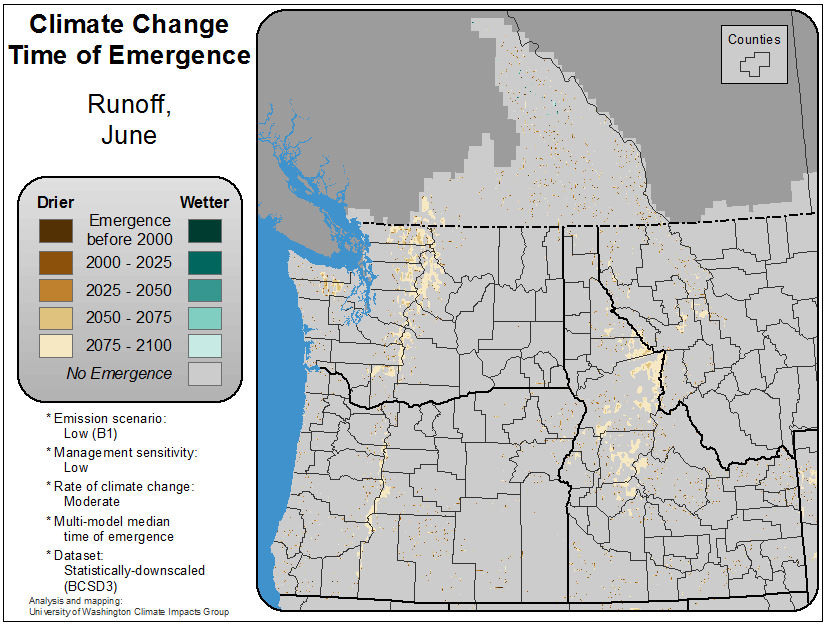 Climate Change
Time of Emergence
Runoff,
June
Counties
Drier
Wetter
Emergence
before 2000
2000 - 2025
2025 - 2050
2050 - 2075
2075 - 2100
No Emergence
* Emission scenario:
Low (B1)
* Management sensitivity:
Low
* Rate of climate change:
Moderate
* Multi-model median
time of emergence
* Dataset:
Statistically-downscaled
(BCSD3)
Analysis and mapping:
University of Washington Climate Impacts Group